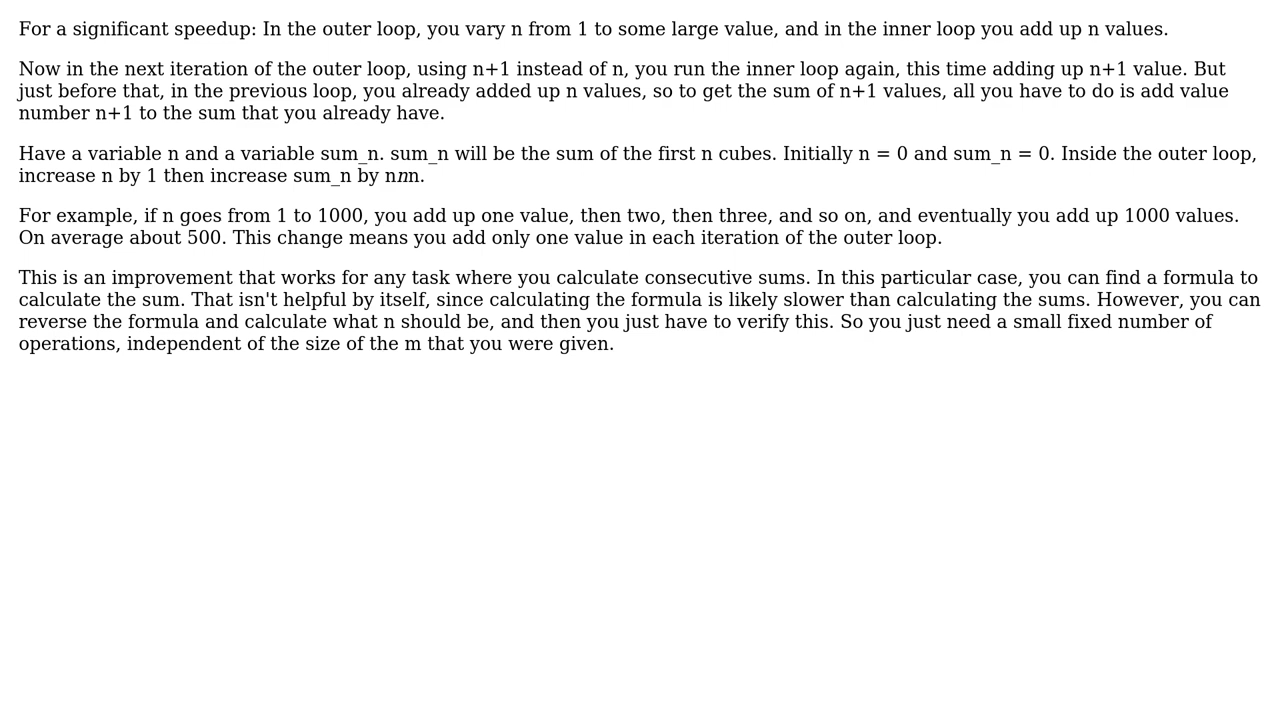 For a significant speedup: In the outer loop, you vary n from 1 to some large value, and in the inner loop you add up n values.
Now in the next iteration of the outer loop, using n+1 instead of n, you run the inner loop again, this time adding up n+1 value. But
just before that, in the previous loop, you already added up n values, so to get the sum of n+1 values, all you have to do is add value
number n+1 to the sum that you already have.
Have a variable n and a variable sum_n. sum_n will be the sum of the first n cubes. Initially n = 0 and sum_n = 0. Inside the outer loop,
increase n by 1 then increase sum_n by nnn.
For example, if n goes from 1 to 1000, you add up one value, then two, then three, and so on, and eventually you add up 1000 values.
On average about 500. This change means you add only one value in each iteration of the outer loop.
This is an improvement that works for any task where you calculate consecutive sums. In this particular case, you can find a formula to
calculate the sum. That isn't helpful by itself, since calculating the formula is likely slower than calculating the sums. However, you can
reverse the formula and calculate what n should be, and then you just have to verify this. So you just need a small fixed number of
operations, independent of the size of the m that you were given.